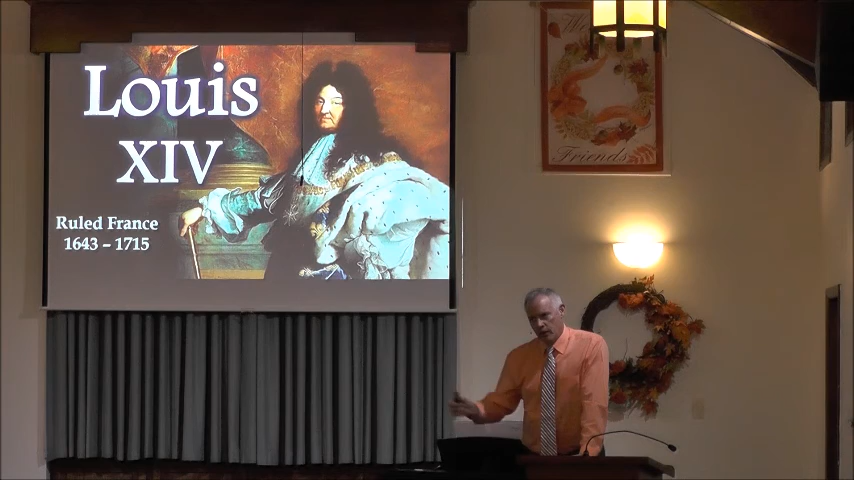 Louis
XIV
Ruled France
1643 – 1715
Friends